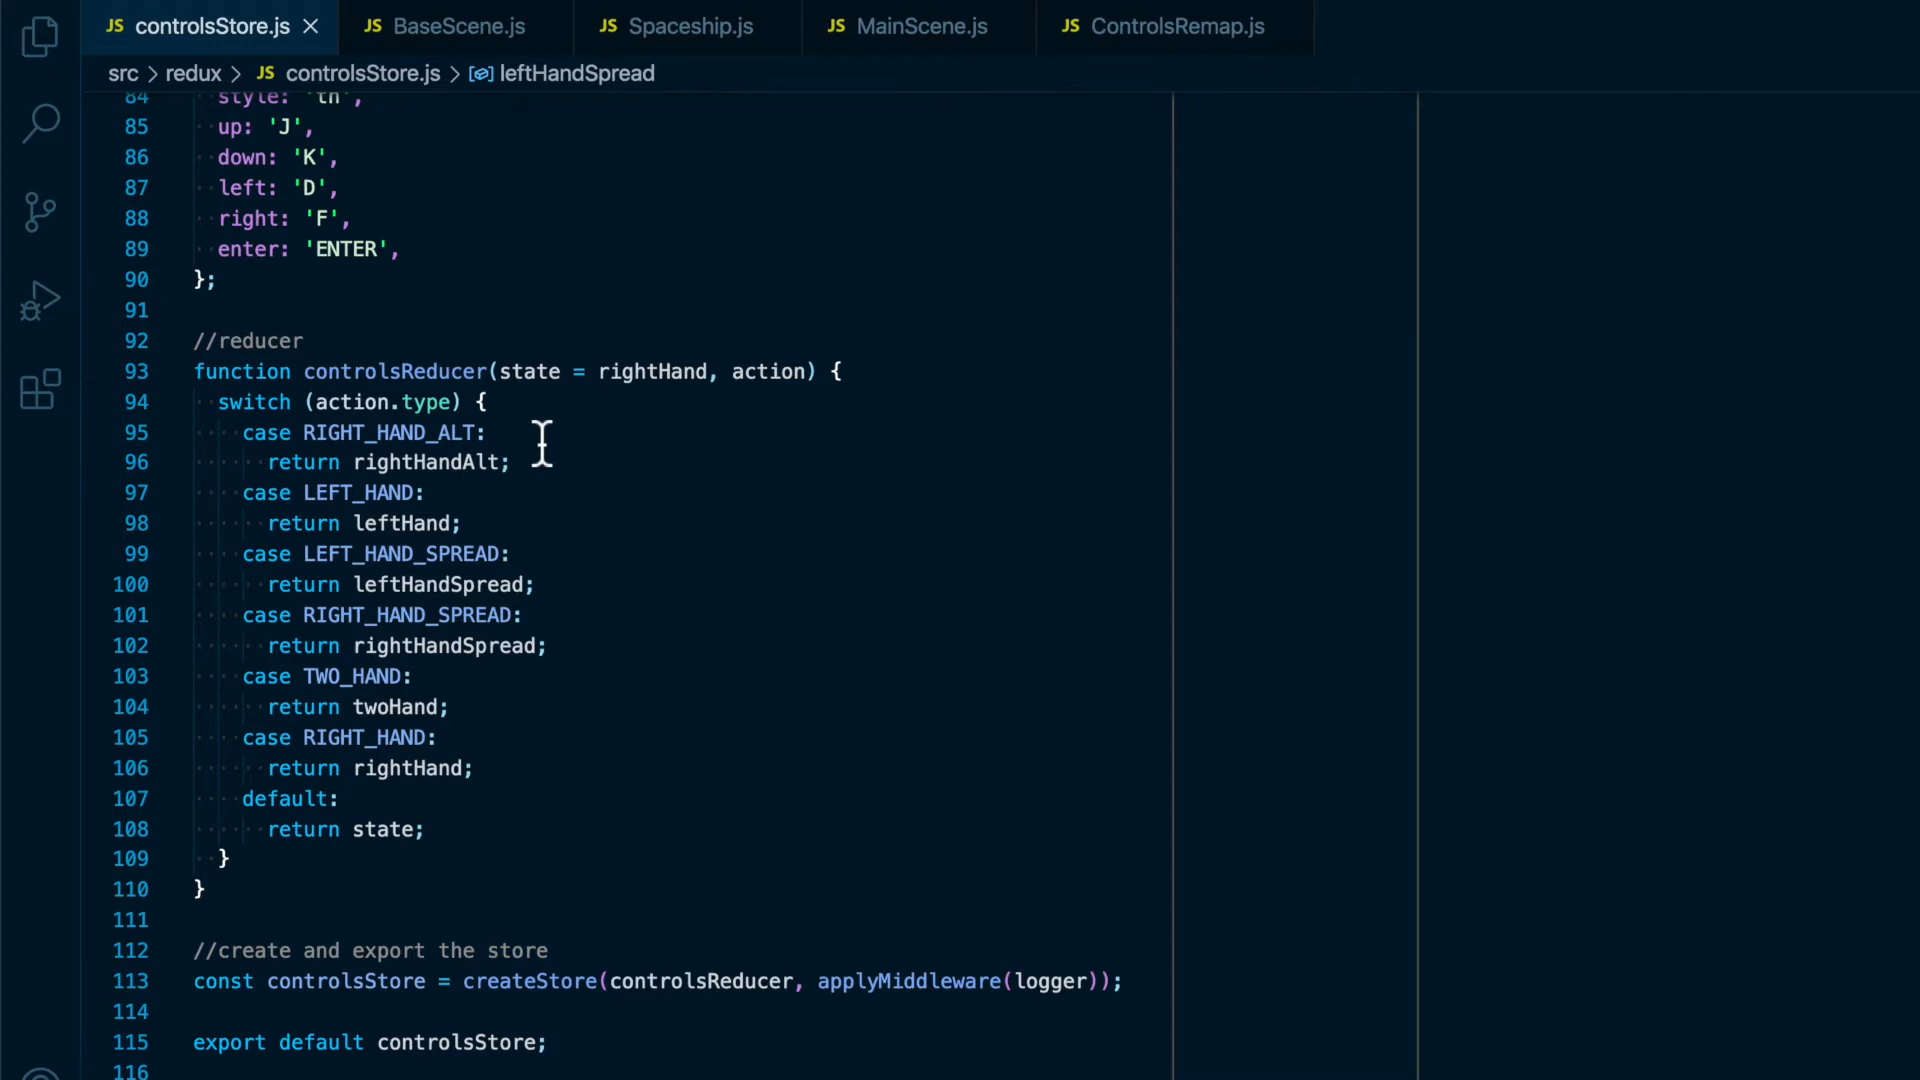 JS controlsStore.js JS BaseScene.js JS Spaceship.js JS MainScene.js JS ControlsRemap.js
src > redux > JS controlsStore.js > leftHandSpread
84 style: 'th',
85 up: 'J',
86 down: 'K',
87 left: 'D',
88 right: 'F',
89 enter: 'ENTER',
90 };
91
92 //reducer
93 function controlsReducer(state = rightHand, action) {
94 switch (action.type) {
95 case RIGHT_HAND_ALT:
96 return rightHandAlt;
97 case LEFT_HAND:
98 return leftHand;
99 case LEFT_HAND_SPREAD:
100 return leftHandSpread;
101 case RIGHT_HAND_SPREAD:
102 return rightHandSpread;
103 case TWO_HAND:
104 return twoHand;
105 case RIGHT_HAND:
106 return rightHand;
107 default:
108 return state;
109 }
110 }
111
112 //create and export the store
113 const controlsStore = createStore(controlsReducer, applyMiddleware(logger));
114
115 export default controlsStore;
116